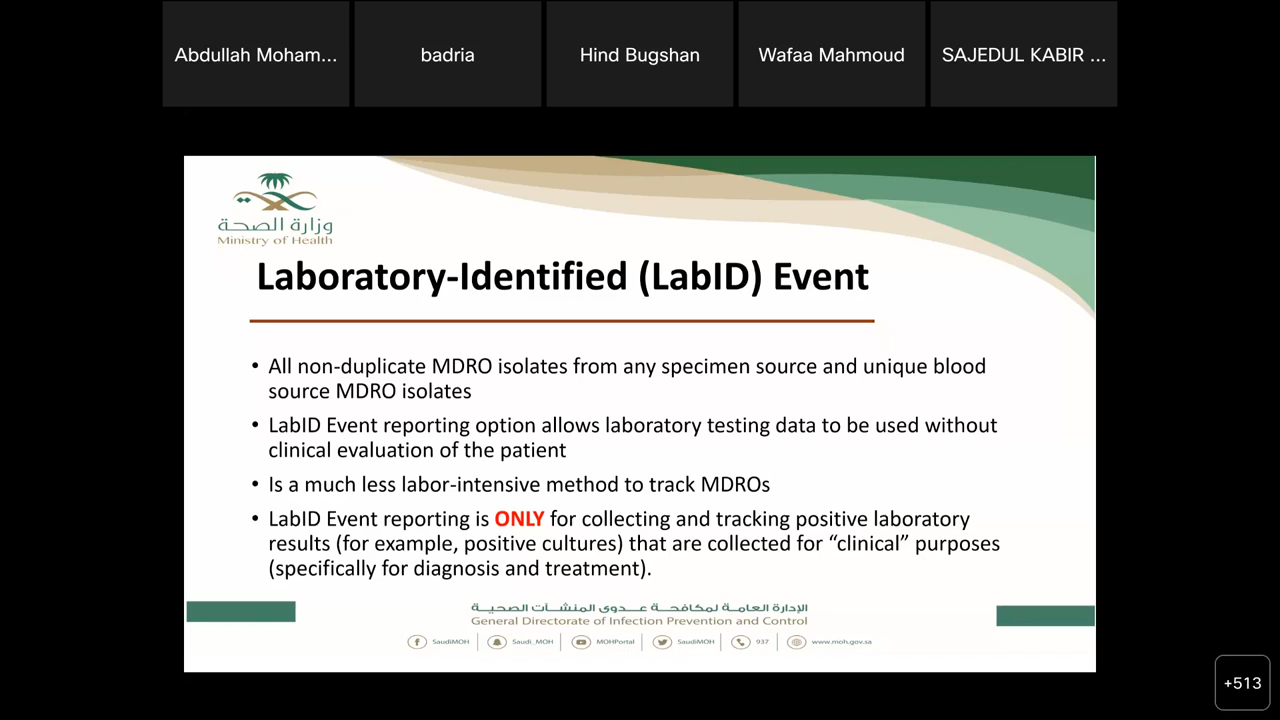 Abdullah Moham...
badria
Hind Bugshan
Wafaa Mahmoud
SAJEDUL KABIR ...
وزارة الصحة
Ministry of Health
Laboratory-Identified (LabID) Event
• All non-duplicate MDRO isolates from any specimen source and unique blood
source MDRO isolates
• LabID Event reporting option allows laboratory testing data to be used without
clinical evaluation of the patient
• Is a much less labor-intensive method to track MDROs
• LabID Event reporting is ONLY for collecting and tracking positive laboratory
results (for example, positive cultures) that are collected for “clinical” purposes
(specifically for diagnosis and treatment).
الإدارة العامة لمكافحة عدوى المنشآت الصحية
General Directorate of Infection Prevention and Control
SaudiMOH
Saudi_MOH
MOHPortal
SaudiMOH
937
www.moh.gov.sa
+513